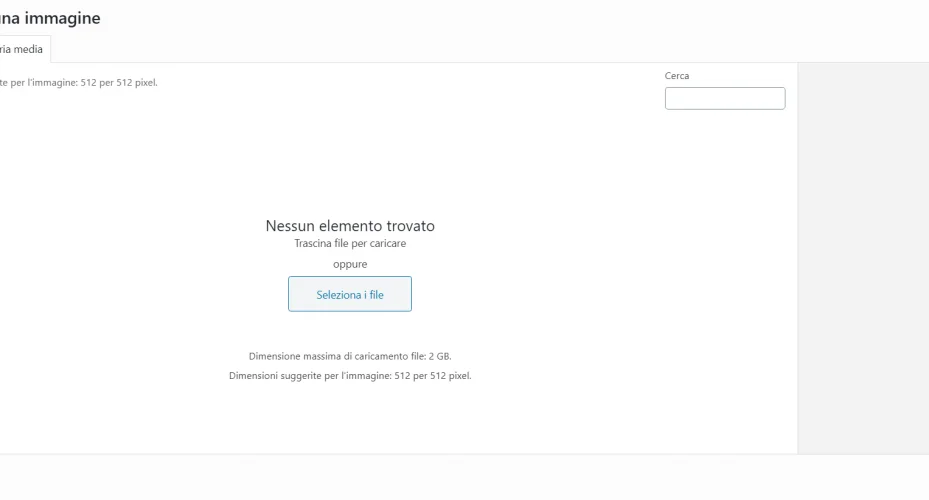 una immagine
ria media
te per l'immagine: 512 per 512 pixel.
Cerca
Nessun elemento trovato
Trascina file per caricare
oppure
Seleziona i file
Dimensione massima di caricamento file: 2 GB.
Dimensioni suggerite per l'immagine: 512 per 512 pixel.